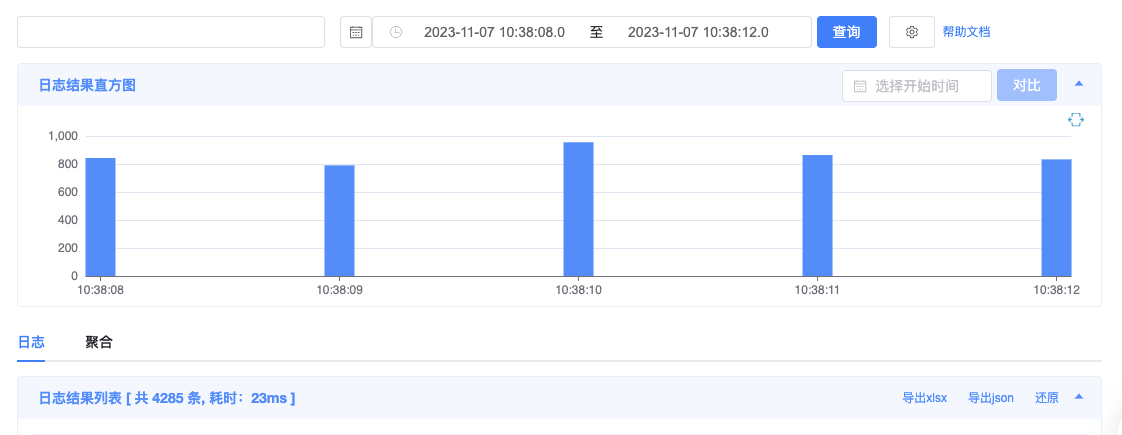 2023-11-07 10:38:08.0 至 2023-11-07 10:38:12.0 查询 帮助文档
日志结果直方图 选择开始时间 对比
1,000
800
600
400
200
0
10:38:08 10:38:09 10:38:10 10:38:11 10:38:12
日志 聚合
日志结果列表 [ 共 4285 条, 耗时：23ms ] 导出xlsx 导出json 还原